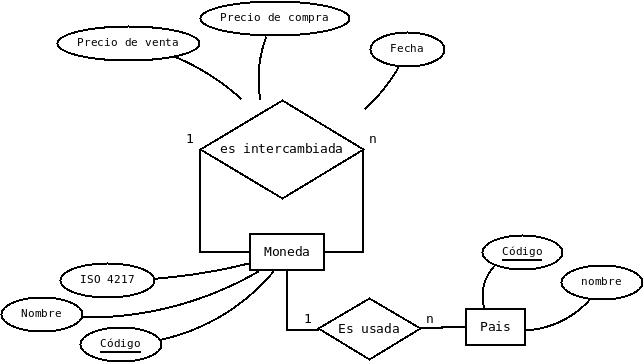 Precio de compra
Precio de venta
Fecha
1
n
es intercambiada
Moneda
Código
ISO 4217
nombre
Nombre
1
n
Es usada
Pais
Código